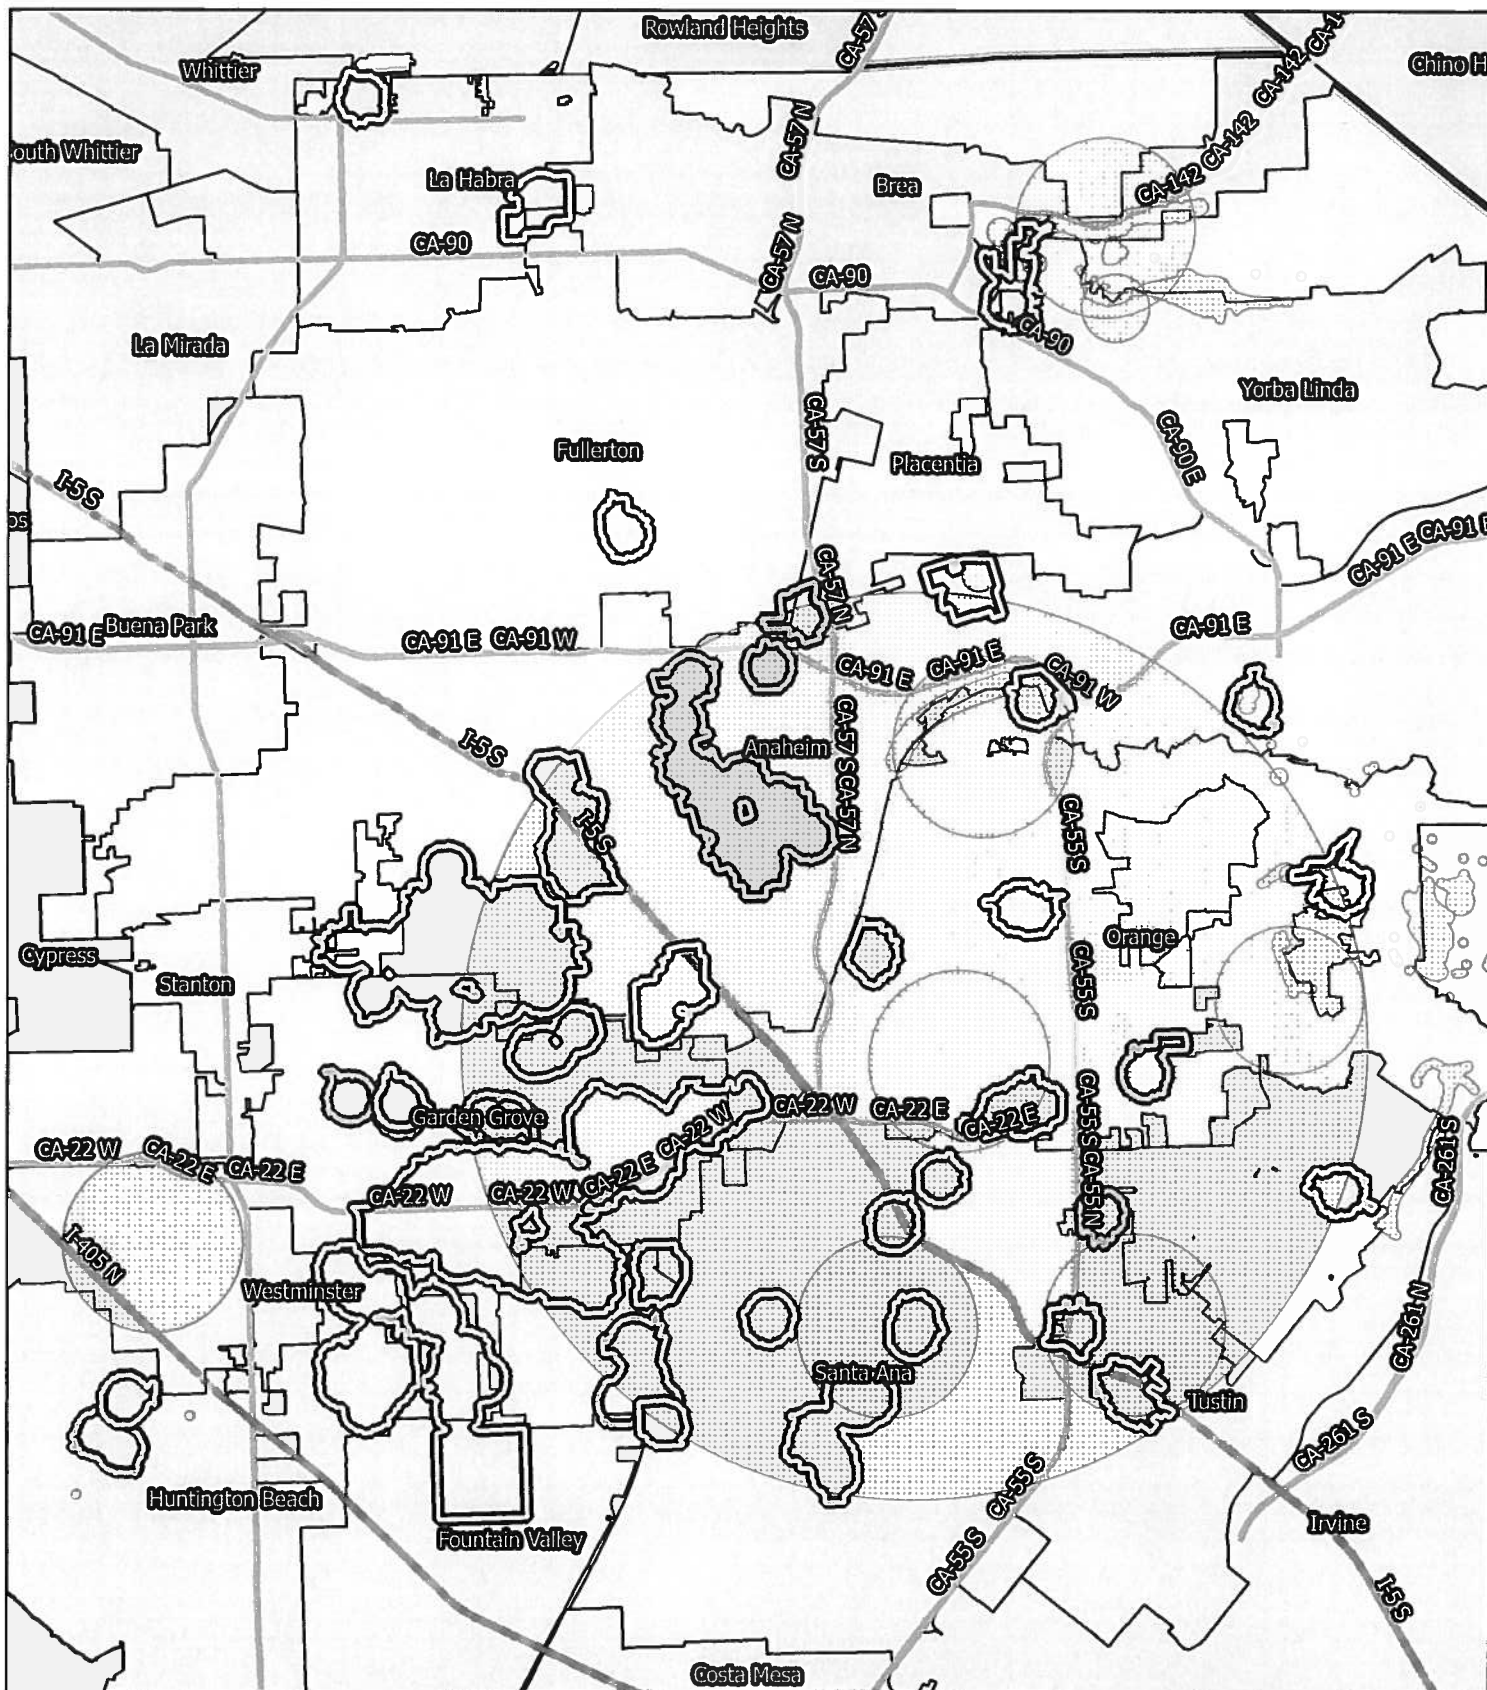 Rowland Heights
CA-57
CA-142
CA-1
Chino H
Whittier
CA-142
CA-57 N
CA-142
outh Whittier
La Habra
Brea
CA-142
CA-57 N
CA-90
CA-90
CA-90
La Mirada
Yorba Linda
CA-57 S
Fullerton
Placentia
CA-90 E
I-5 S
os
CA-91 E
CA-91 E
CA-57 N
CA-91 E
Buena Park
CA-91 E
CA-91 W
CA-91 E
CA-91 E
CA-91 E
CA-91 W
I-5 S
Anaheim
CA-57 S
CA-57 N
I-5 S
CA-55 S
Cypress
Stanton
Orange
CA-55 S
Garden Grove
CA-22 W
CA-22 E
CA-22 E
CA-22 W
CA-55 S
CA-22 W
CA-22 E
CA-22 E
CA-22 W
CA-22 W
CA-22 E
CA-55 N
CA-261 S
I-405 N
Westminster
CA-261 N
Santa Ana
Tustin
CA-261 S
Huntington Beach
CA-55 S
Fountain Valley
Irvine
CA-55 S
I-5 S
Costa Mesa